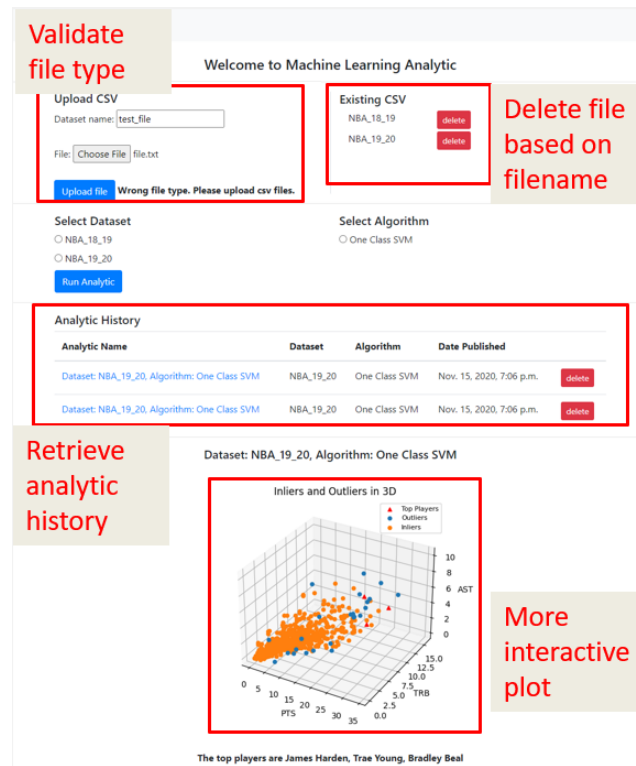 Validate
file type
Welcome to Machine Learning Analytic
Upload CSV
Dataset name: test_file
File: Choose File file.txt
Upload file Wrong file type. Please upload csv files.
Existing CSV
NBA_18_19 delete
NBA_19_20 delete
Delete file
based on
filename
Select Dataset
NBA_18_19
NBA_19_20
Run Analytic
Select Algorithm
One Class SVM
Analytic History
Analytic Name Dataset Algorithm Date Published
Dataset: NBA_19_20, Algorithm: One Class SVM NBA_19_20 One Class SVM Nov. 15, 2020, 7:06 p.m. delete
Dataset: NBA_19_20, Algorithm: One Class SVM NBA_19_20 One Class SVM Nov. 15, 2020, 7:06 p.m. delete
Retrieve
analytic
history
Dataset: NBA_19_20, Algorithm: One Class SVM
Inliers and Outliers in 3D
Top Players
Outliers
Inliers
10
8
6
4
2
0
AST
15.0
12.5
10.0
7.5
5.0
2.5
0.0
TRB
0 5 10 15 20 25 30 35
PTS
More
interactive
plot
The top players are James Harden, Trae Young, Bradley Beal